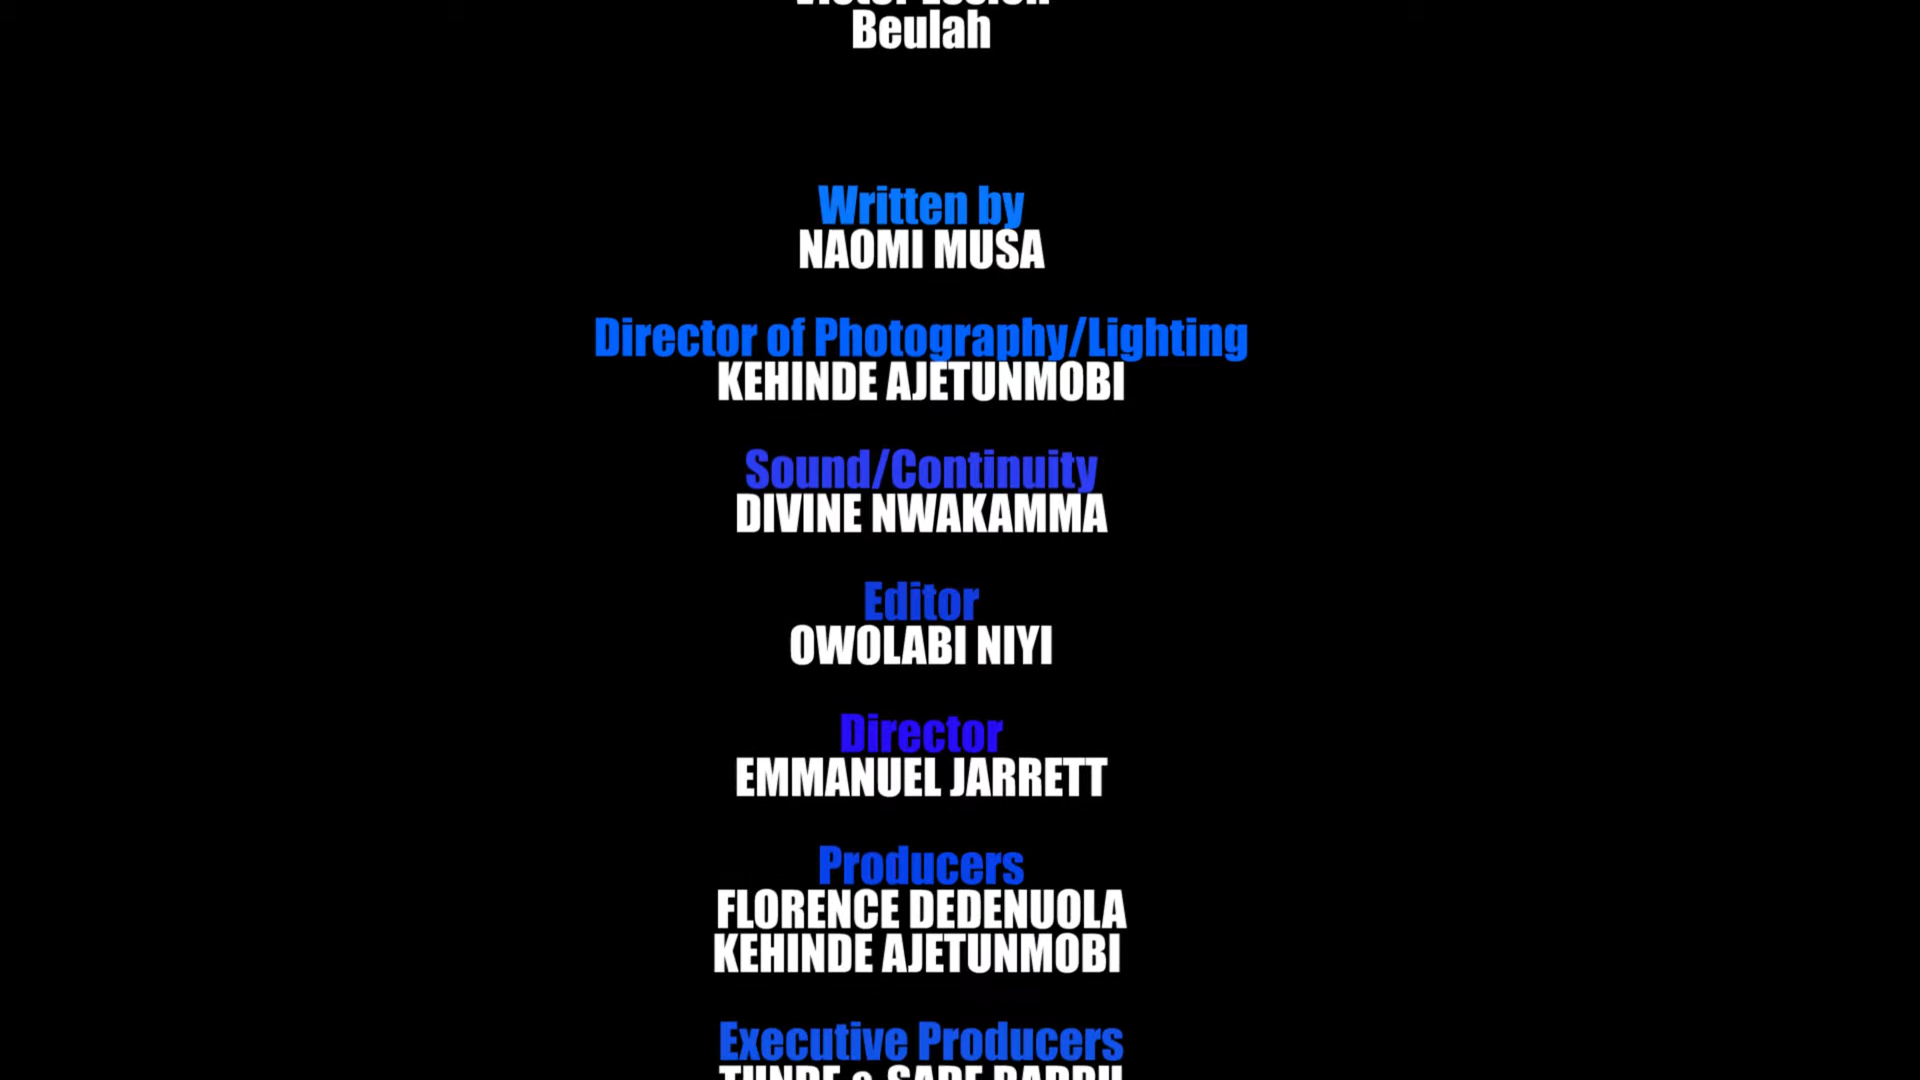 Beulah
Written by
NAOMI MUSA
Director of Photography/Lighting
KEHINDE AJETUNMOBI
Sound/Continuity
DIVINE NWAKAMMA
Editor
OWOLABI NIYI
Director
EMMANUEL JARRETT
Producers
FLORENCE DEDENUOLA
KEHINDE AJETUNMOBI
Executive Producers